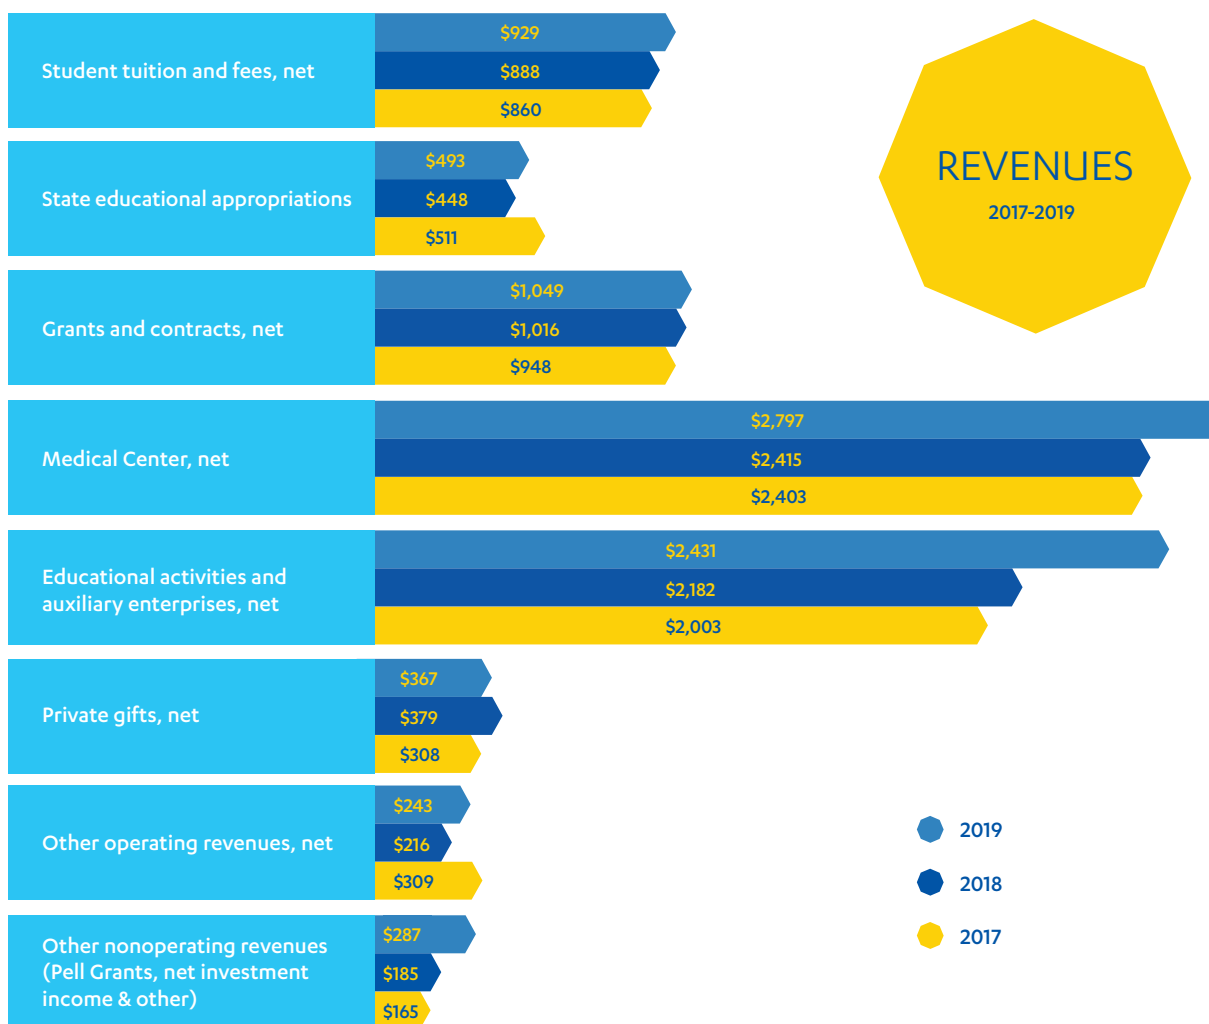 REVENUES
2017-2019
Student tuition and fees, net
$929
$888
$860
State educational appropriations
$493
$448
$511
Grants and contracts, net
$1,049
$1,016
$948
Medical Center, net
$2,797
$2,415
$2,403
Educational activities and
auxiliary enterprises, net
$2,431
$2,182
$2,003
Private gifts, net
$367
$379
$308
Other operating revenues, net
$243
$216
$309
Other nonoperating revenues
(Pell Grants, net investment
income & other)
$287
$185
$165
2019
2018
2017